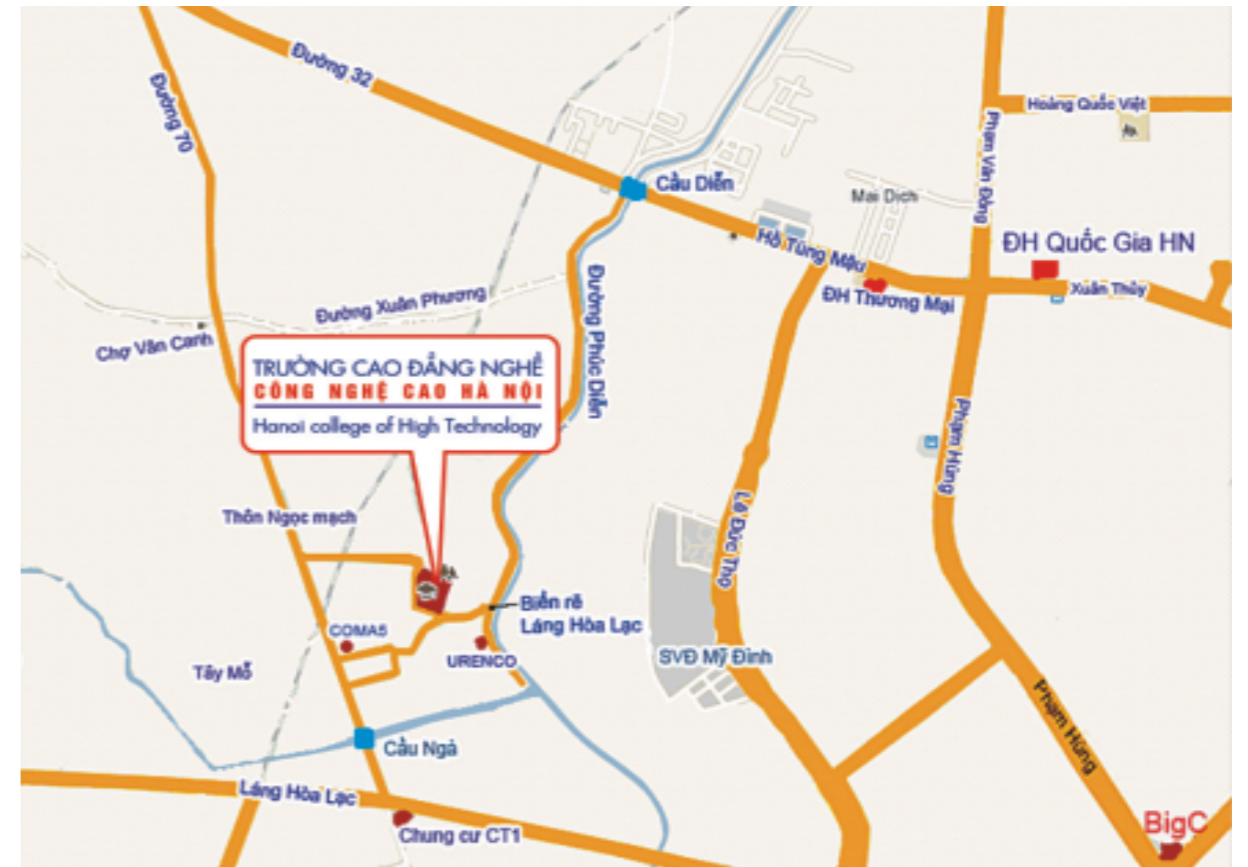 Đường 32
Đường 70
Hoàng Quốc Việt
Phạm Văn Đồng
Cầu Diễn
Mai Dịch
Hồ Tùng Mậu
ĐH Quốc Gia HN
ĐH Thương Mại
Xuân Thủy
Đường Xuân Phương
Đường Phúc Diễn
Chợ Vân Canh
TRƯỜNG CAO ĐẲNG NGHỀ
CÔNG NGHỆ CAO HÀ NỘI
Hanoi college of High Technology
Phạm Hùng
Lê Đức Thọ
Thôn Ngọc mạch
Biển rẽ
Láng Hòa Lạc
COMA5
URENCO
SVĐ Mỹ Đình
Tây Mỗ
Phạm Hùng
Cầu Ngà
Láng Hòa Lạc
Chung cư CT1
BigC